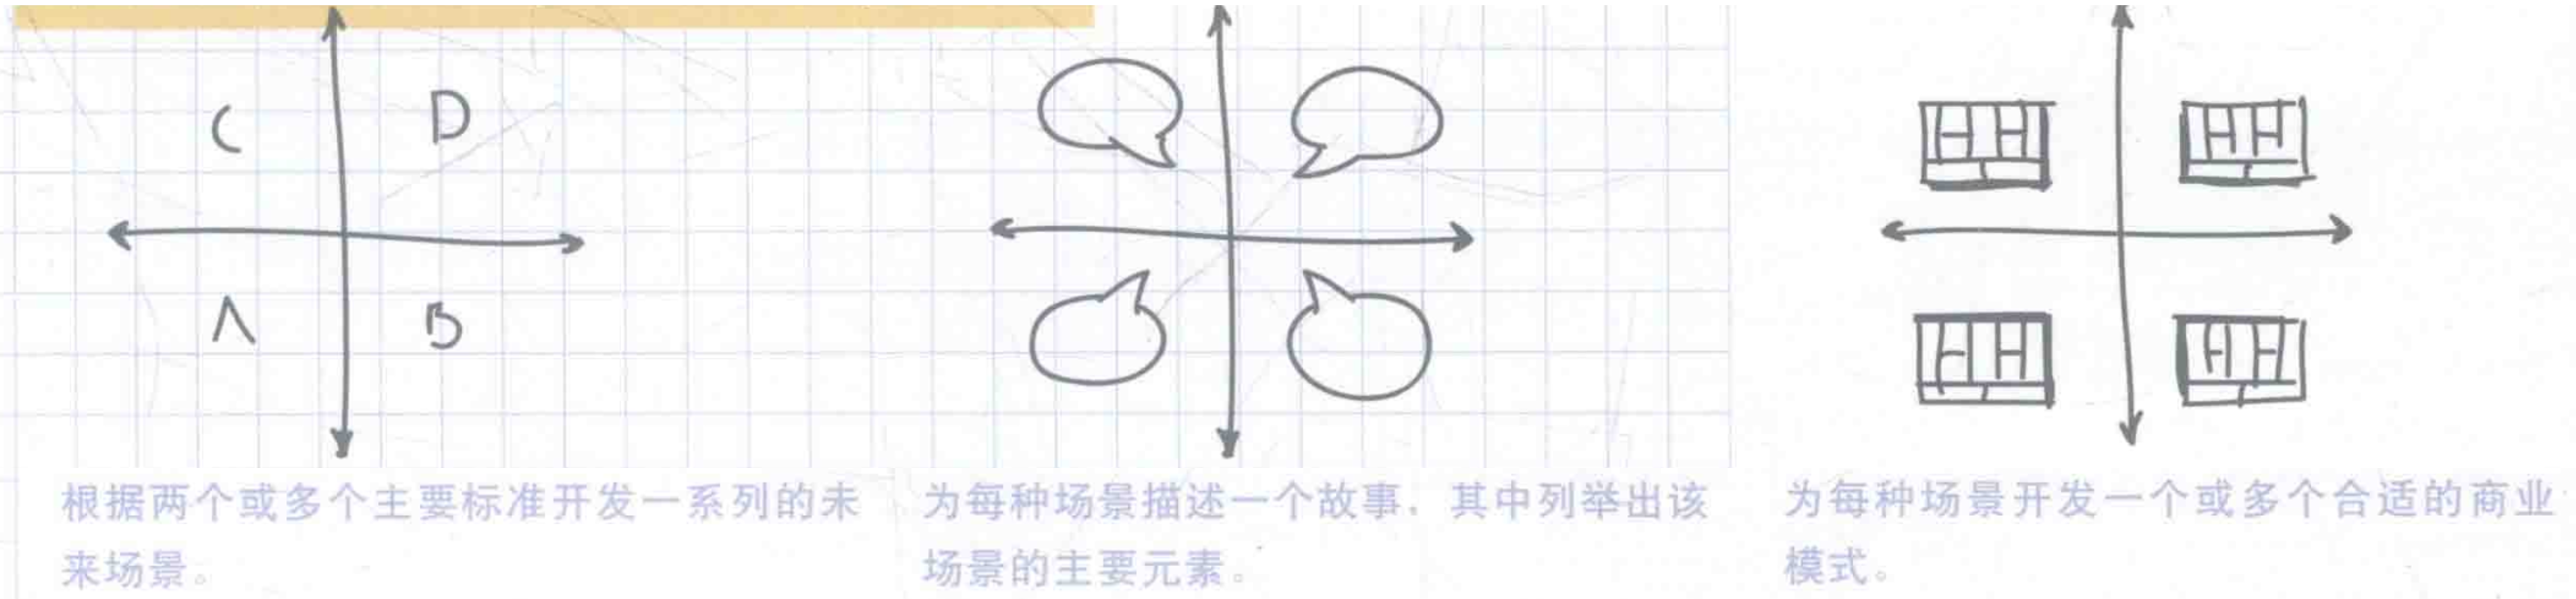 C
D
A
B
根据两个或多个主要标准开发一系列的未
来场景。
为每种场景描述一个故事，其中列举出该
场景的主要元素。
为每种场景开发一个或多个合适的商业
模式。